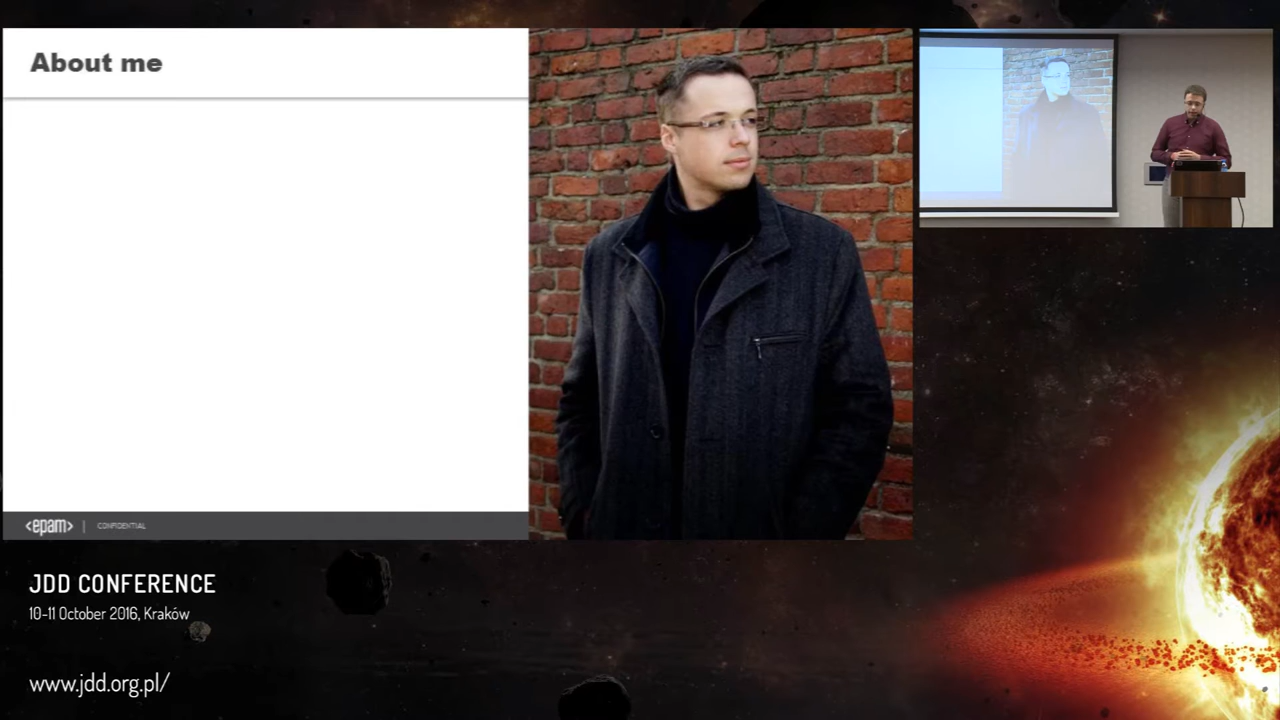 About me
<epam> | CONFIDENTIAL
JDD CONFERENCE
10-11 October 2016, Kraków
www.jdd.org.pl/